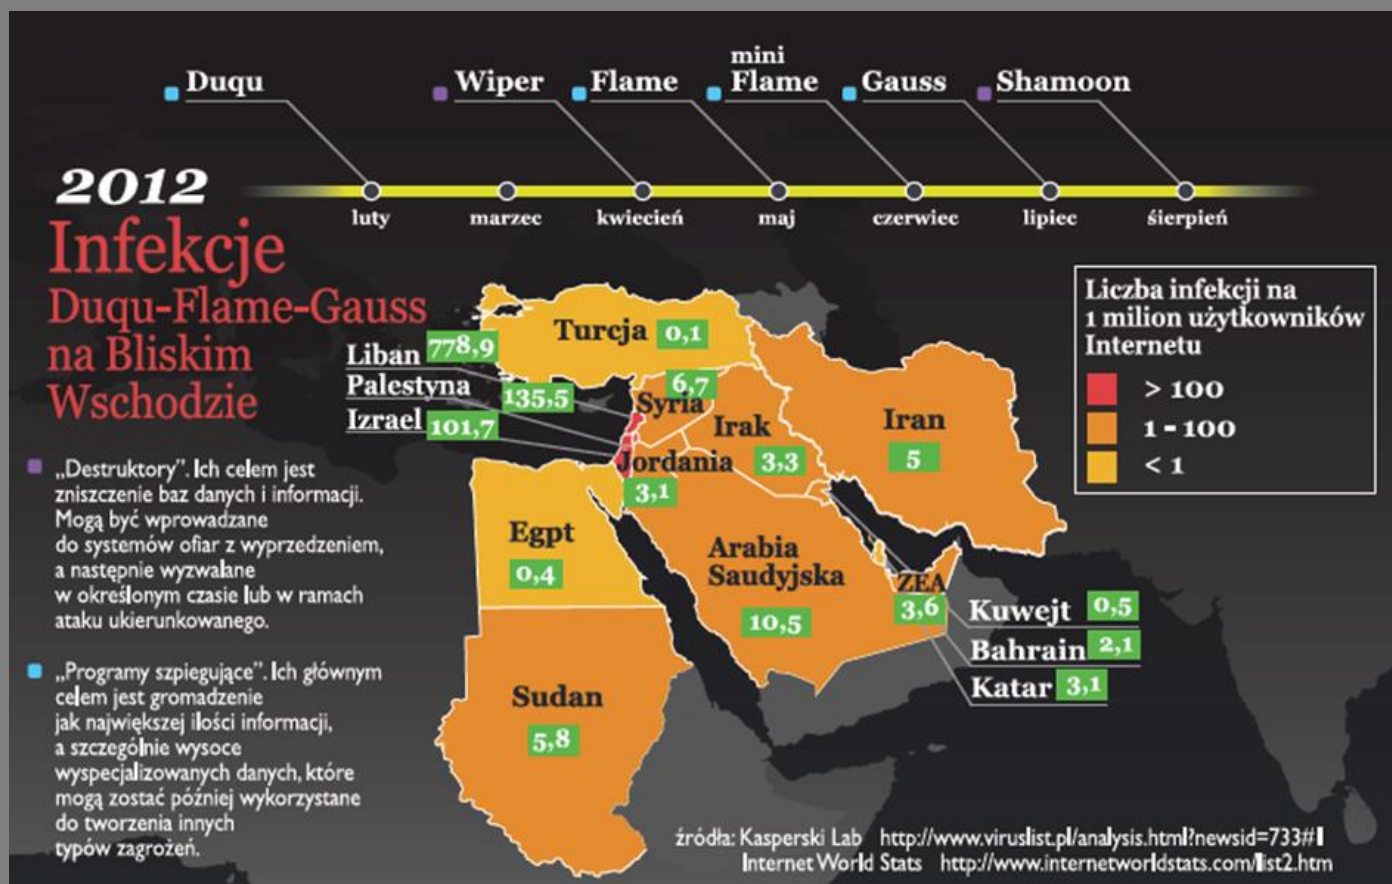 Duqu
Wiper
Flame
mini
Flame
Gauss
Shamoon
2012
luty
marzec
kwiecień
maj
czerwiec
lipiec
śierpień
Infekcje
Duqu-Flame-Gauss
na Bliskim
Wschodzie
Liczba infekcji na
1 milion użytkowników
Internetu
> 100
1 - 100
< 1
Turcja 0,1
Liban 778,9
Palestyna 135,5
Izrael 101,7
6,7
Syria
Irak
3,3
Iran
5
Jordania
3,1
Egpt
0,4
Arabia
Saudyjska
10,5
ZEA
3,6
Kuwejt 0,5
Bahrain 2,1
Katar 3,1
Sudan
5,8
„Destruktory”. Ich celem jest
zniszczenie baz danych i informacji.
Mogą być wprowadzane
do systemów ofiar z wyprzedzeniem,
a następnie wyzwalane
w określonym czasie lub w ramach
ataku ukierunkowanego.
„Programy szpiegujące”. Ich głównym
celem jest gromadzenie
jak największej ilości informacji,
a szczególnie wysoce
wyspecjalizowanych danych, które
mogą zostać później wykorzystane
do tworzenia innych
typów zagrożeń.
źródła: Kasperski Lab http://www.viruslist.pl/analysis.html?newsid=733#1
Internet World Stats http://www.internetworldstats.com/list2.htm